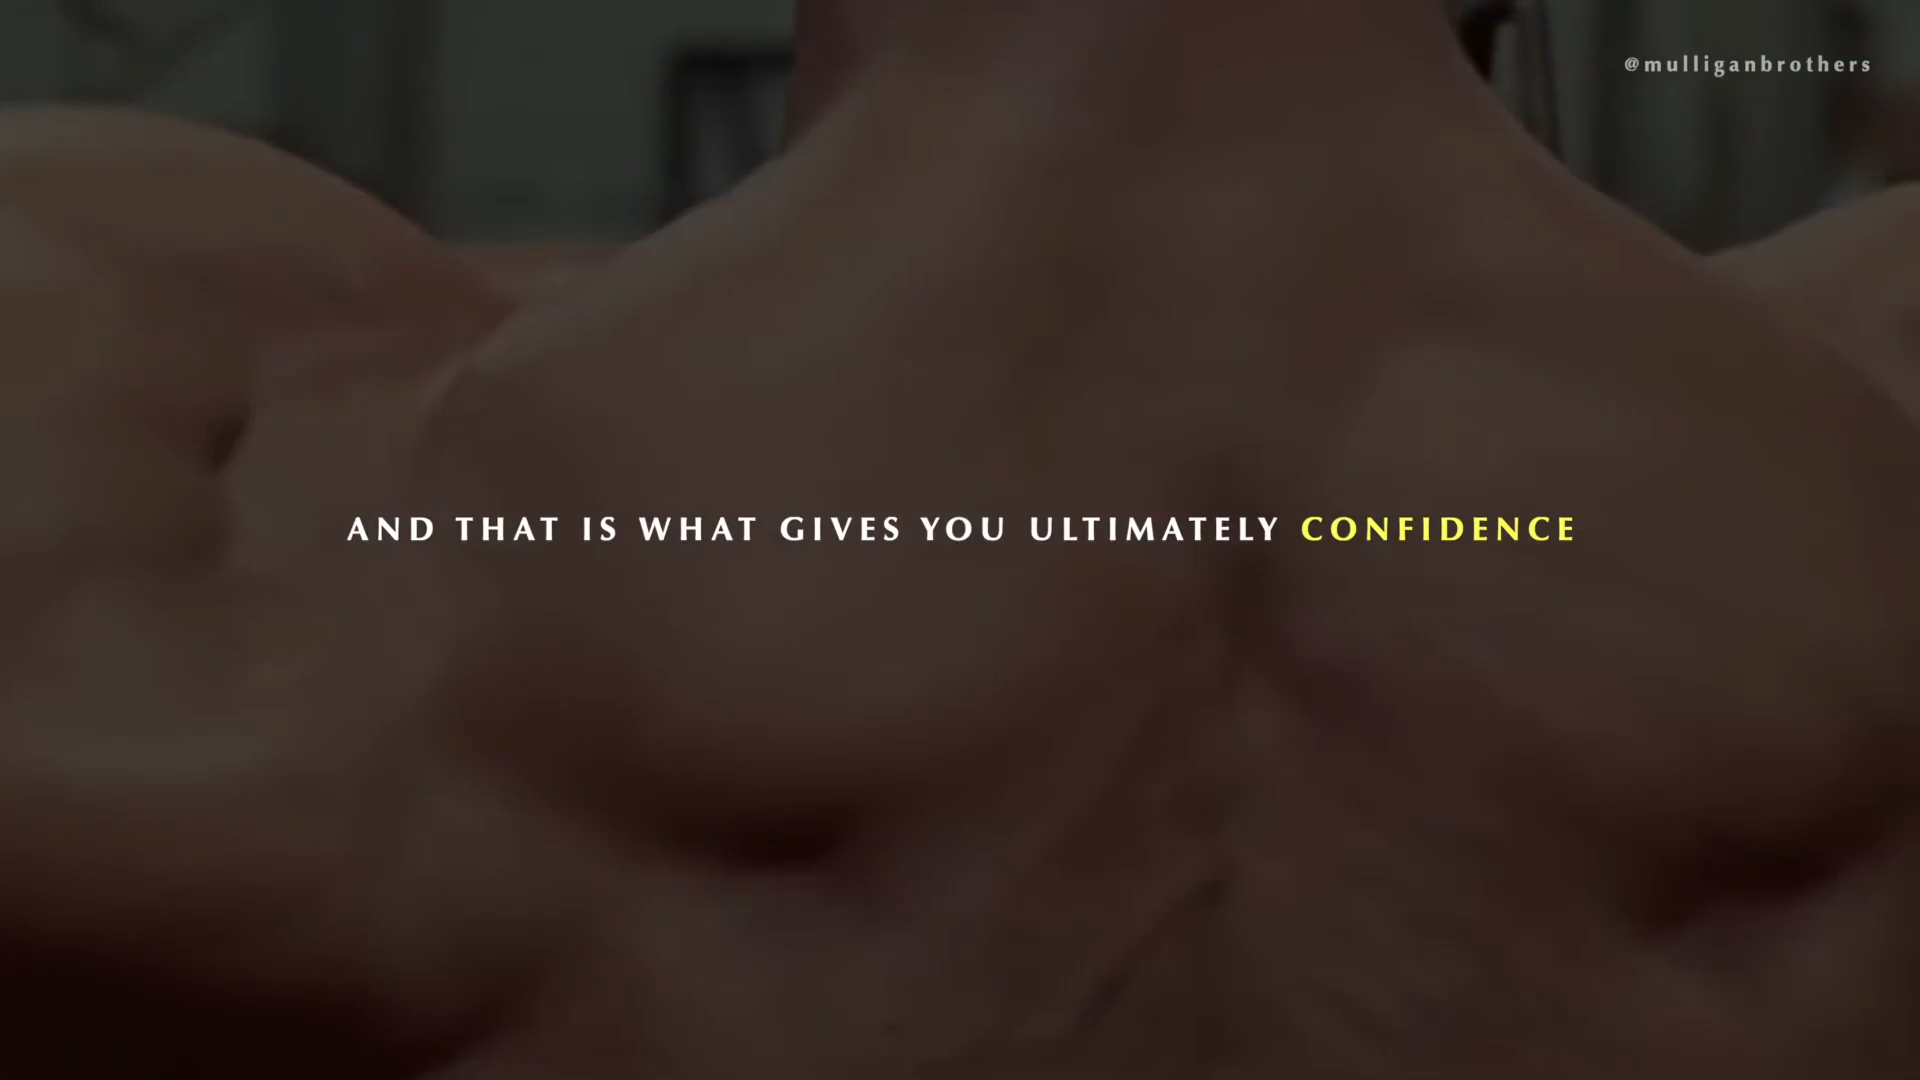 @mulliganbrothers
AND THAT IS WHAT GIVES YOU ULTIMATELY CONFIDENCE